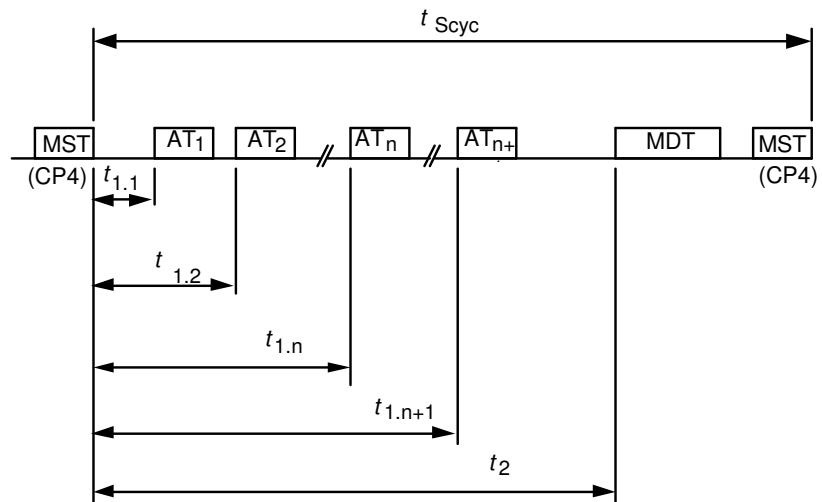 t Scyc
MST AT1 AT2 ATn ATn+ MDT MST
(CP4) t1.1 (CP4)
t 1.2
t1.n
t1.n+1
t2